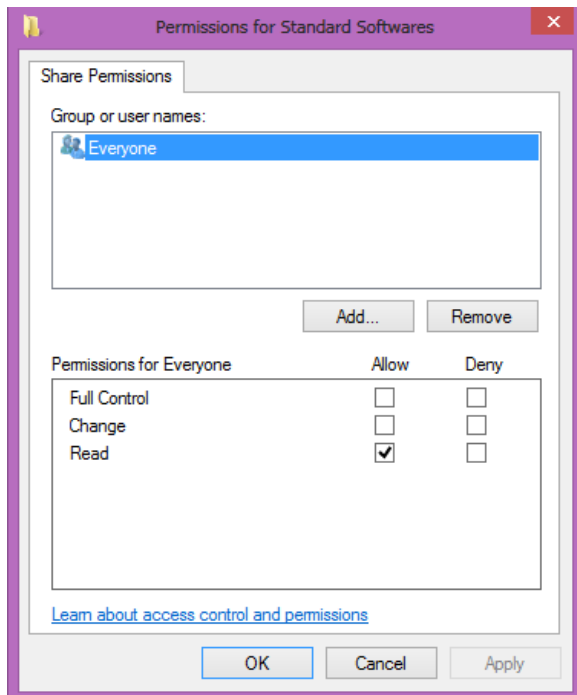 Permissions for Standard Softwares
Share Permissions
Group or user names:
Everyone
Add... Remove
Permissions for Everyone Allow Deny
Full Control
Change
Read
Learn about access control and permissions
OK Cancel Apply